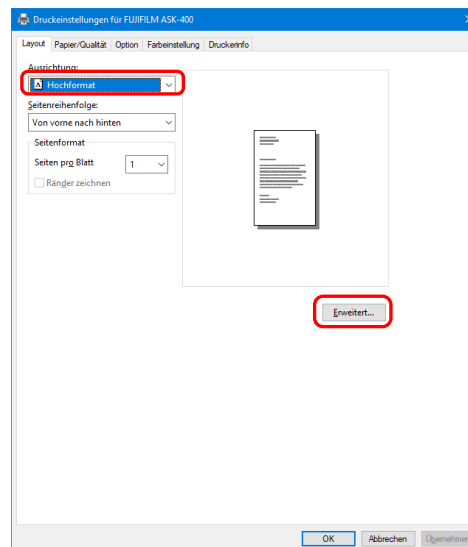 Druckeinstellungen für FUJIFILM ASK-400
Layout Papier/Qualität Option Farbeinstellung Druckerinfo
Ausrichtung:
Hochformat
Seitenreihenfolge:
Von vorne nach hinten
Seitenformat
Seiten pro Blatt 1
Ränder zeichnen
Erweitert...
OK Abbrechen Übernehmen